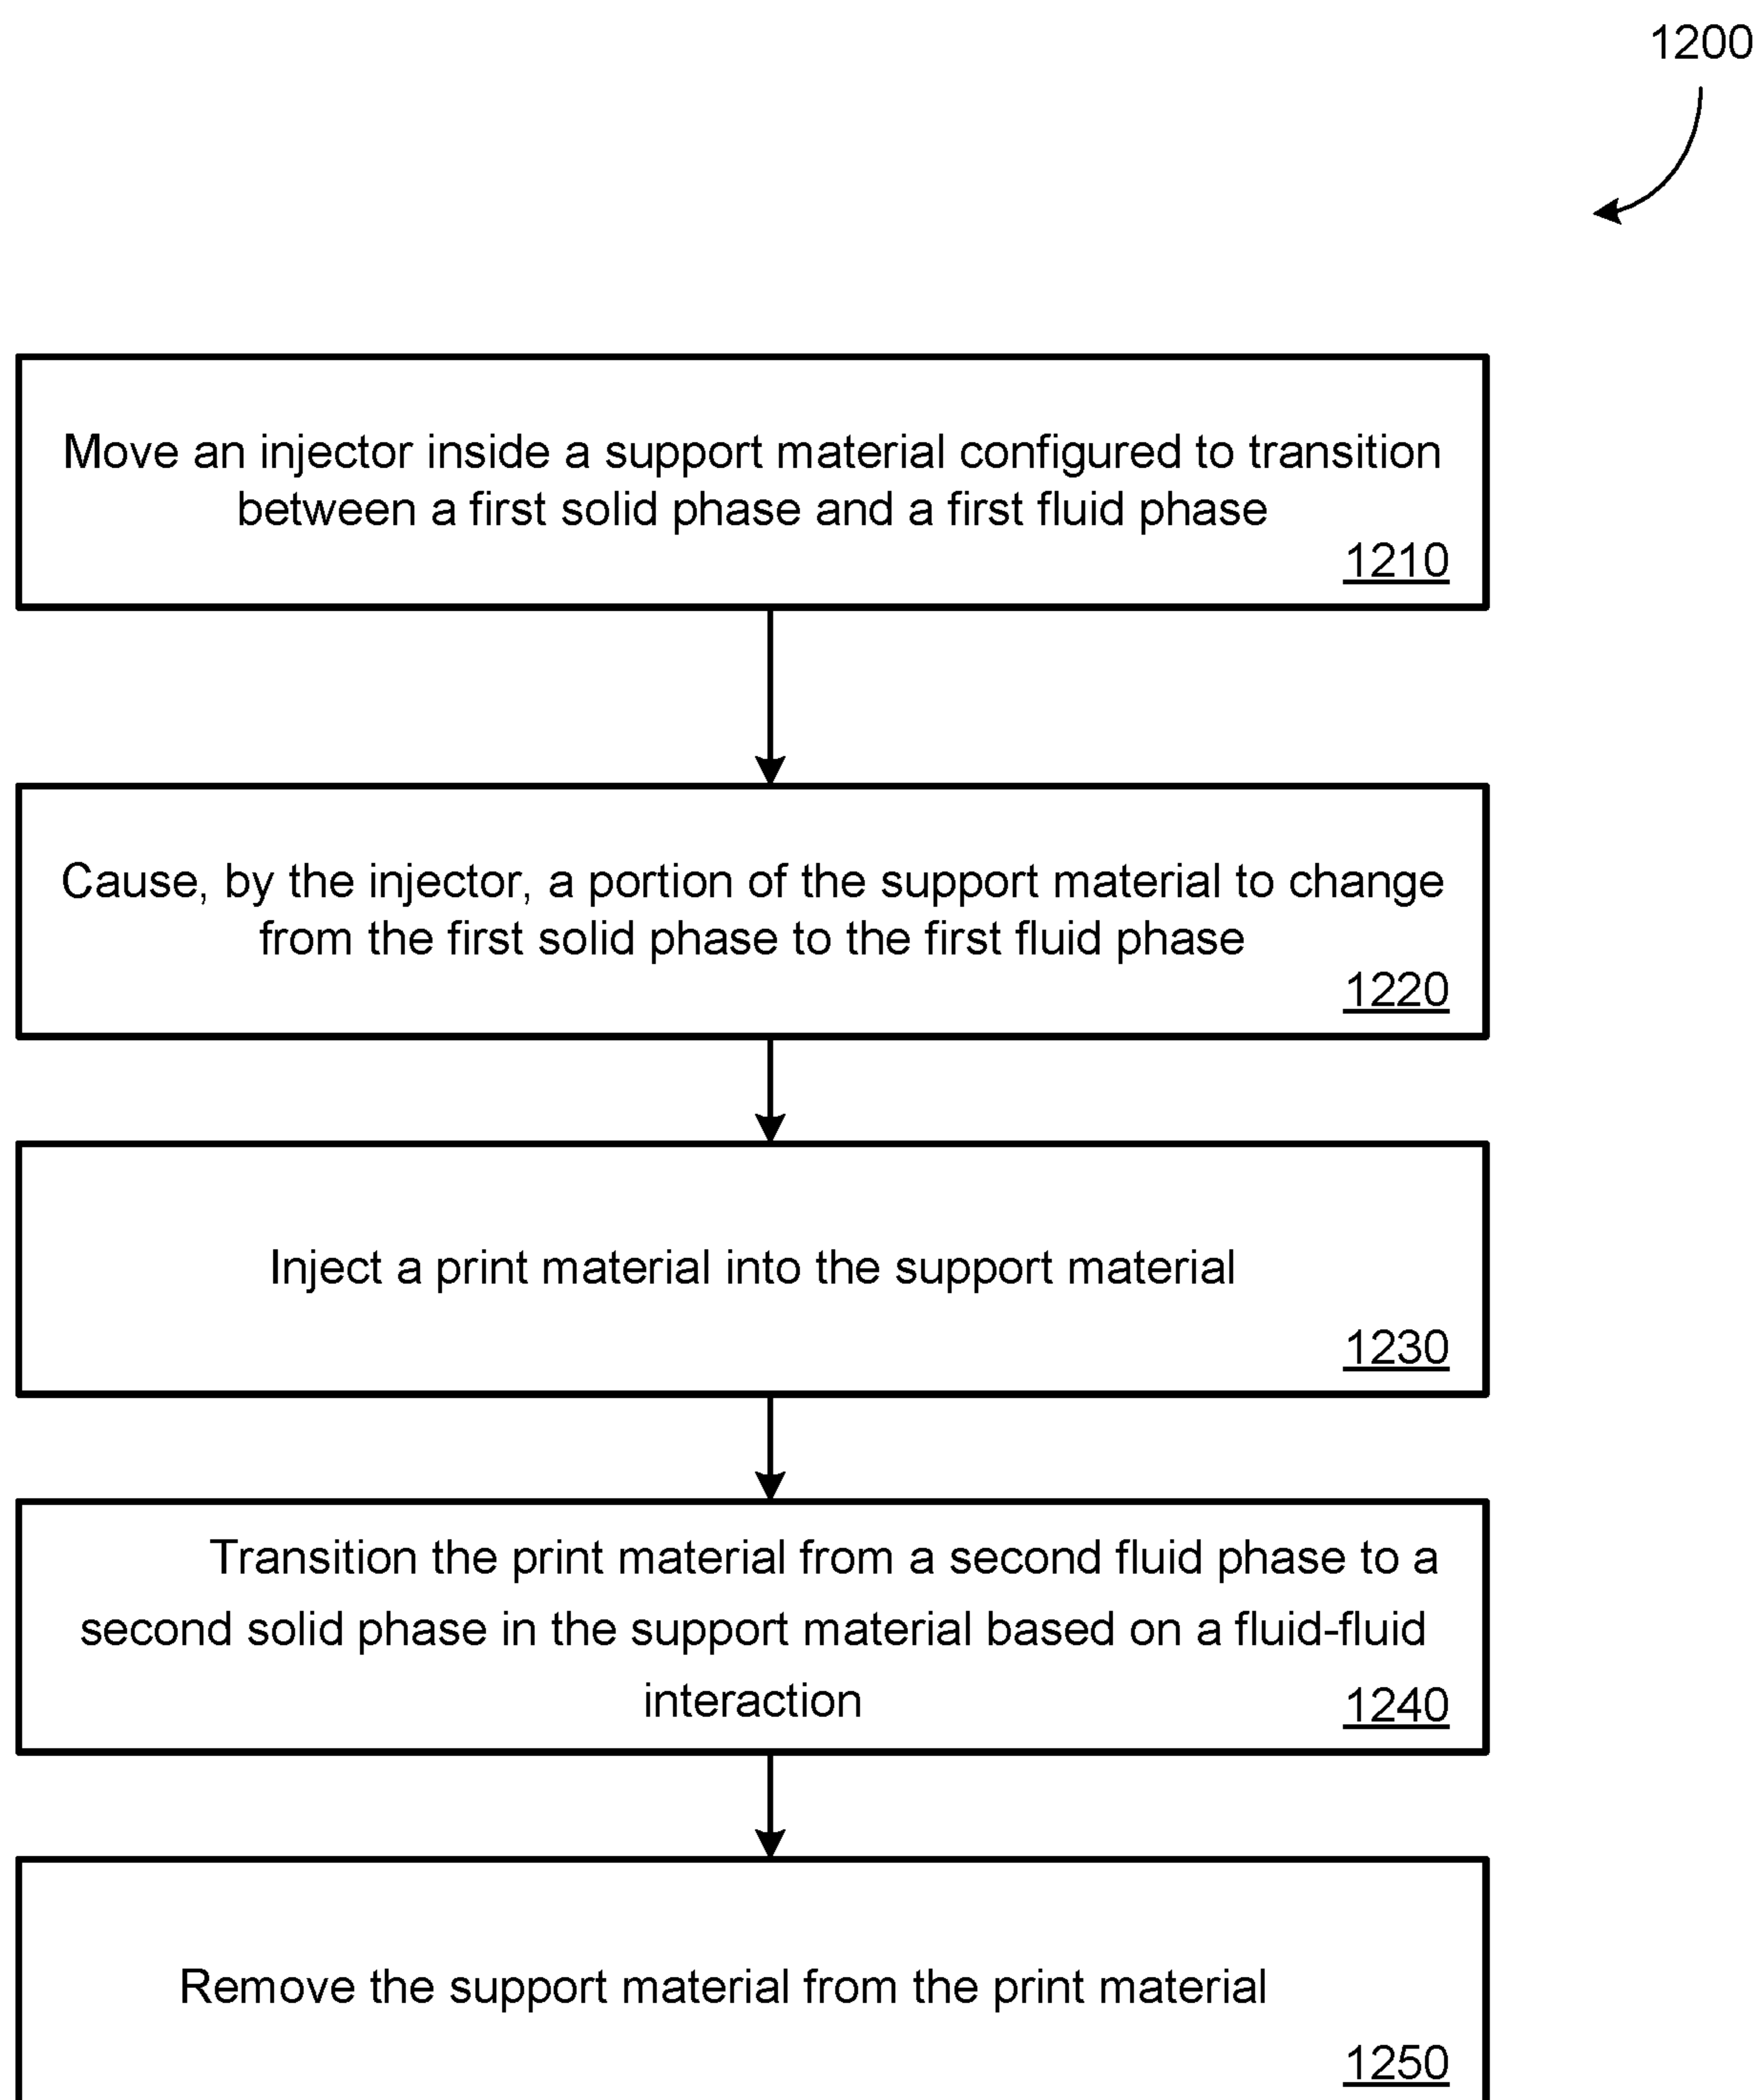 1200
Move an injector inside a support material configured to transition
between a first solid phase and a first fluid phase
1210
Cause, by the injector, a portion of the support material to change
from the first solid phase to the first fluid phase
1220
Inject a print material into the support material
1230
Transition the print material from a second fluid phase to a
second solid phase in the support material based on a fluid-fluid
interaction
1240
Remove the support material from the print material
1250